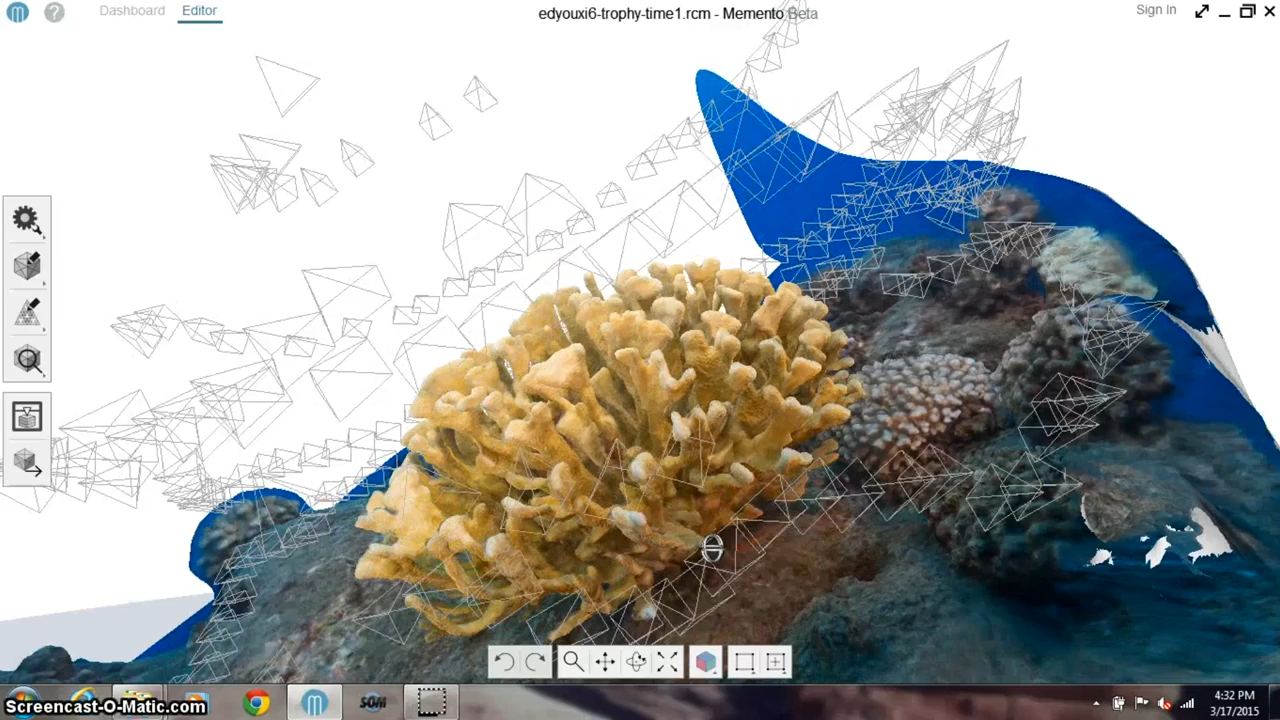 Dashboard
Editor
edyouxi6-trophy-time1.rcm - Memento Beta
Sign In
SOM
4:32 PM
3/17/2015
Screencast-O-Matic.com